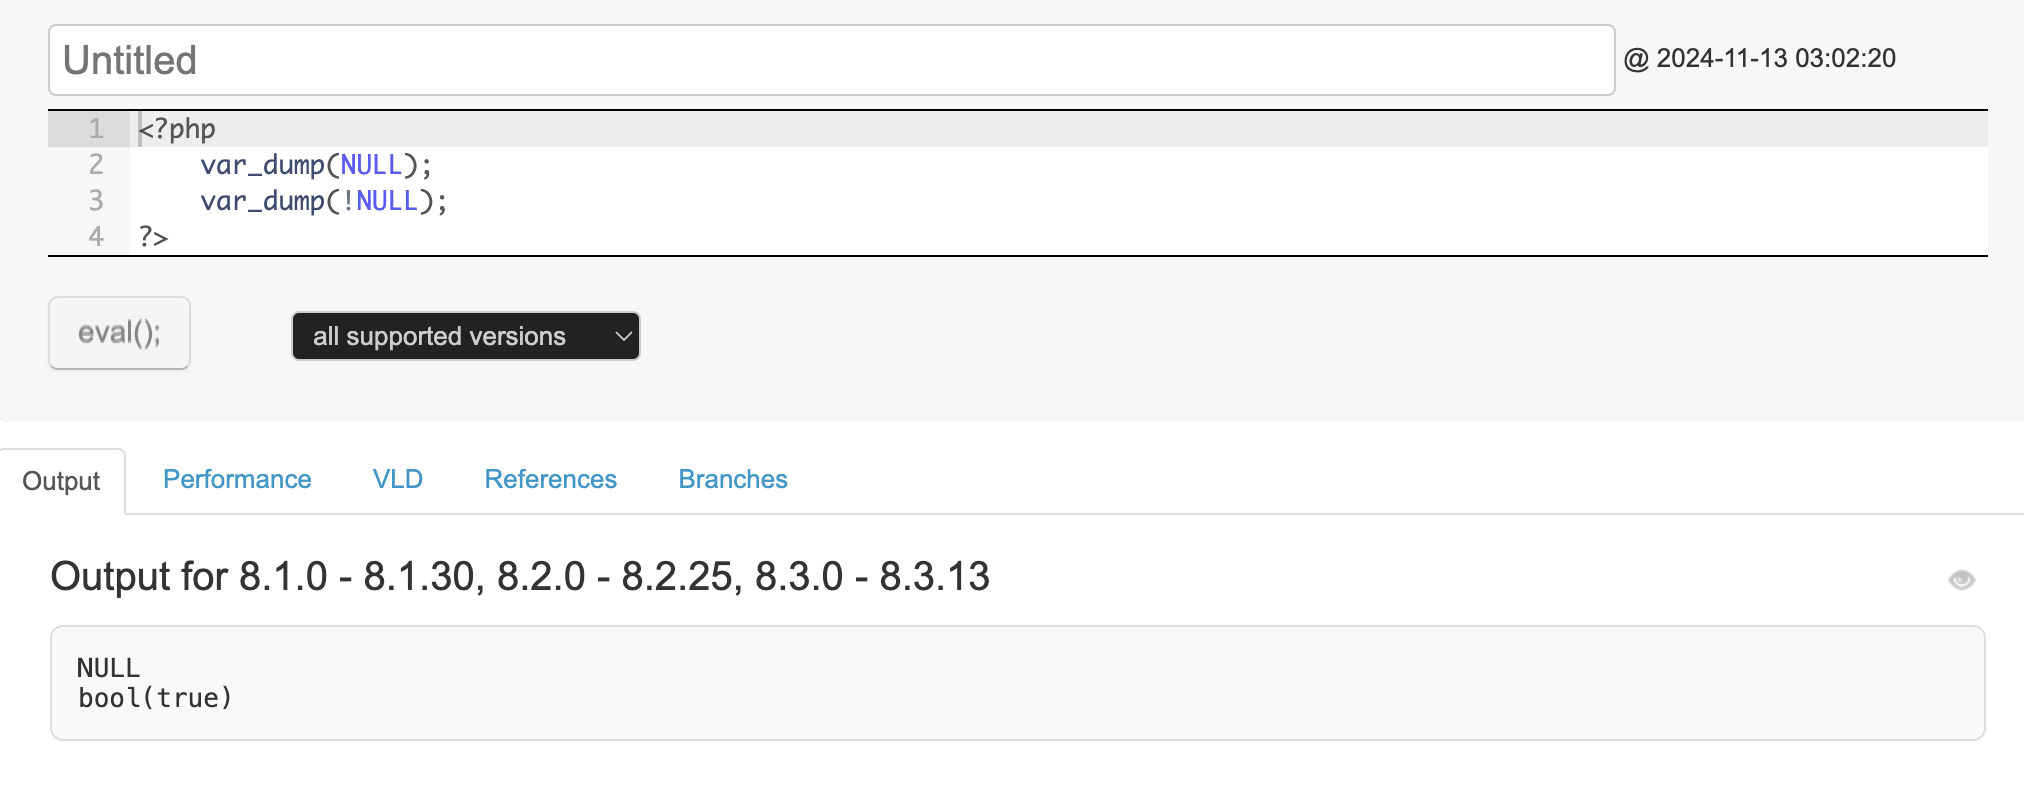 Untitled
@ 2024-11-13 03:02:20
1 <?php
2     var_dump(NULL);
3     var_dump(!NULL);
4 ?>
eval();
all supported versions
Output Performance VLD References Branches
Output for 8.1.0 - 8.1.30, 8.2.0 - 8.2.25, 8.3.0 - 8.3.13
NULL
bool(true)